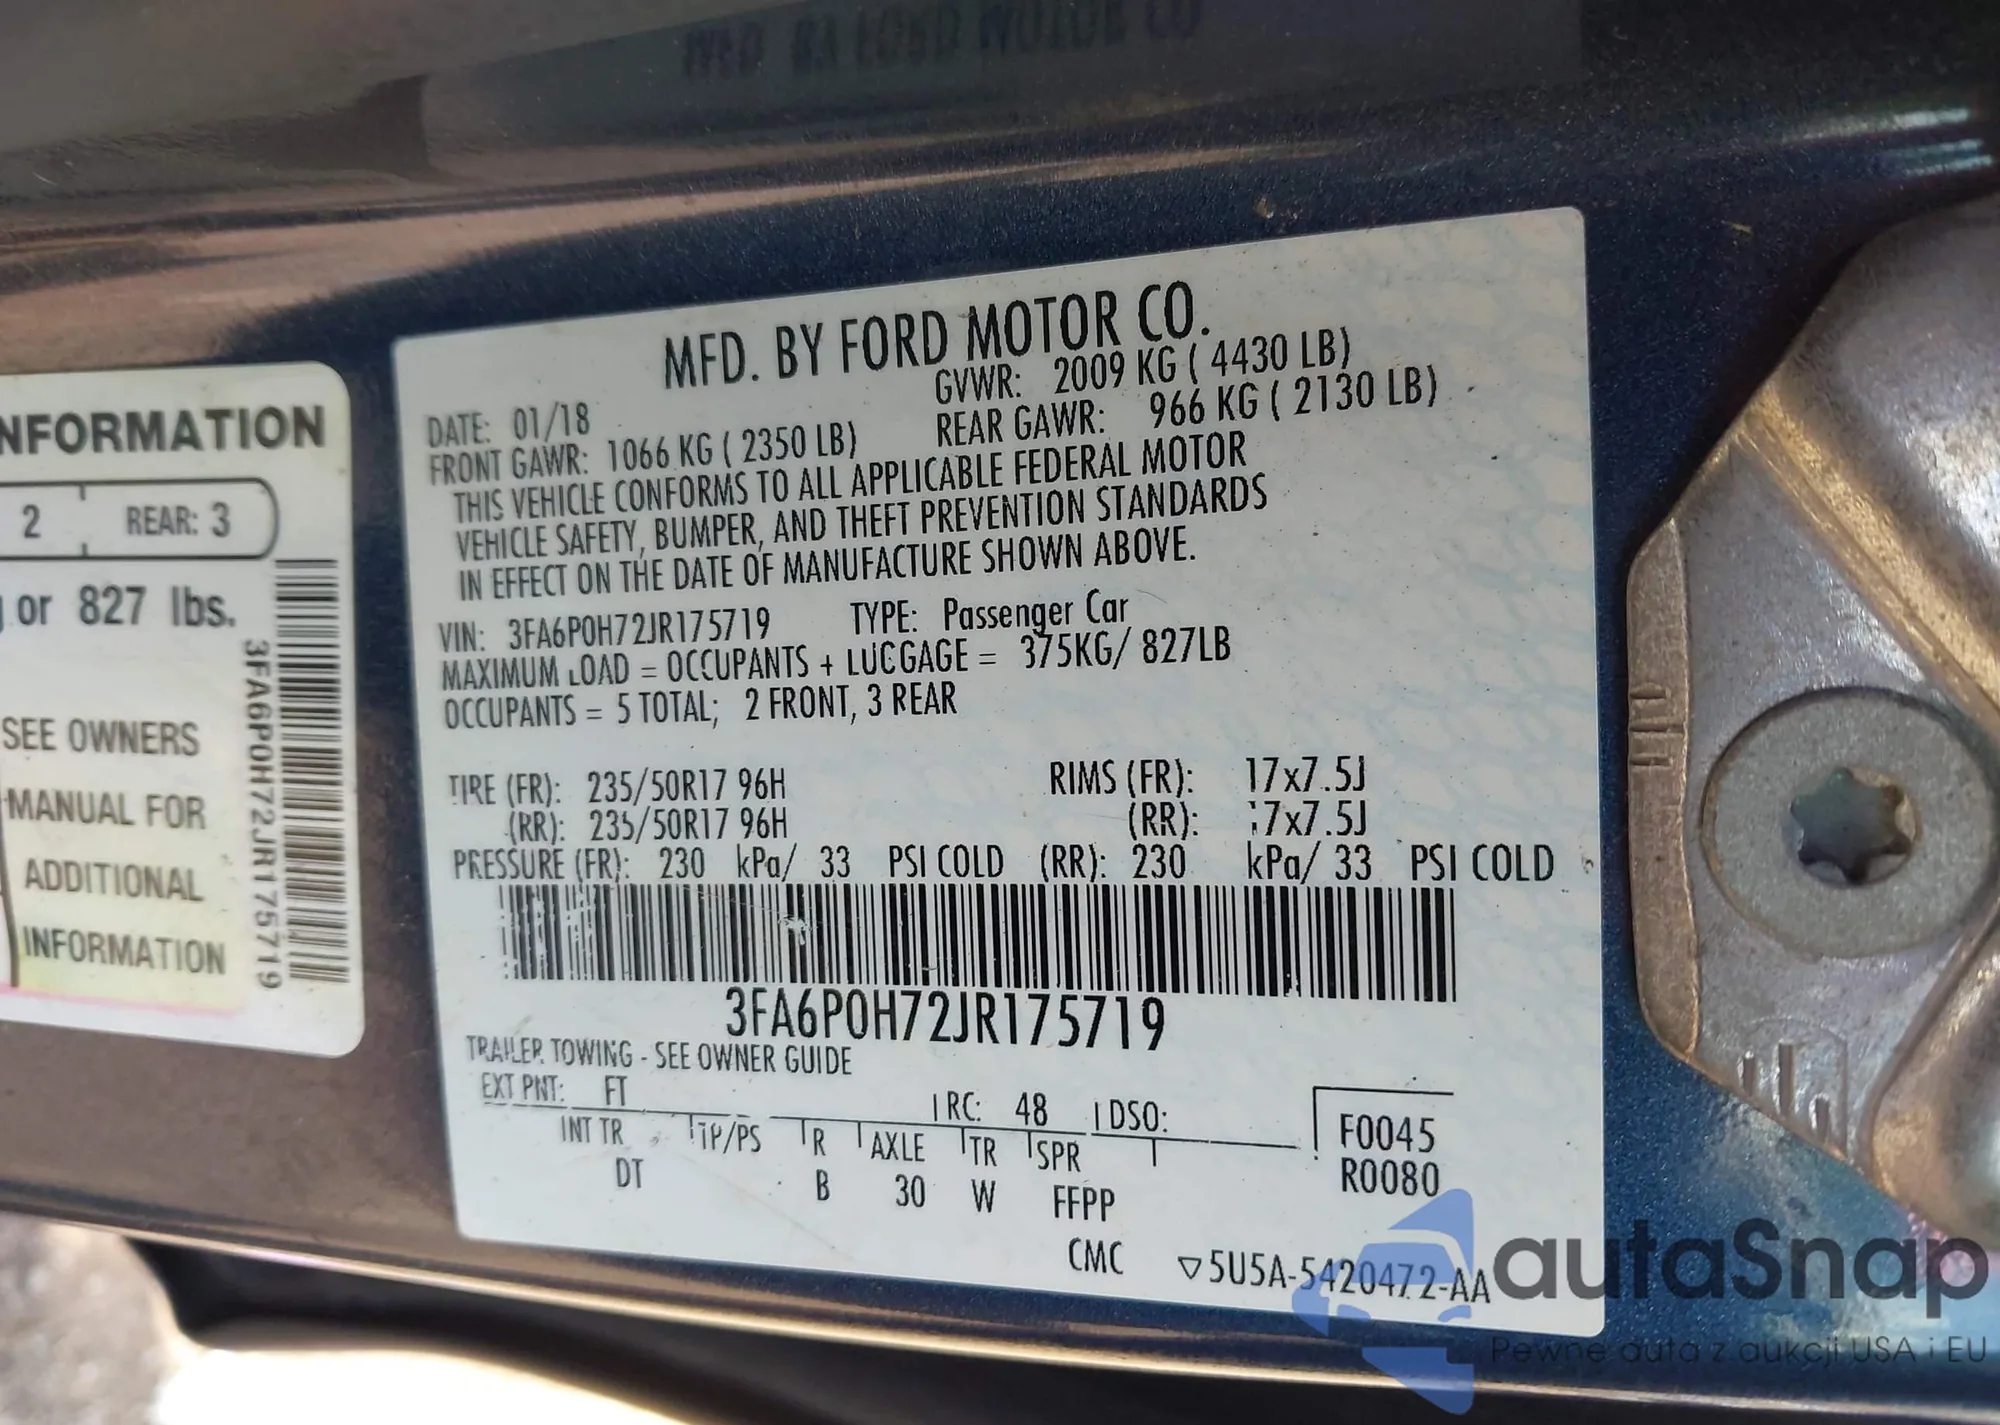 MFD. BY FORD MOTOR CO.
DATE: 01/18 GVWR: 2009 KG ( 4430 LB)
FRONT GAWR: 1066 KG ( 2350 LB) REAR GAWR: 966 KG ( 2130 LB)
THIS VEHICLE CONFORMS TO ALL APPLICABLE FEDERAL MOTOR
VEHICLE SAFETY, BUMPER, AND THEFT PREVENTION STANDARDS
IN EFFECT ON THE DATE OF MANUFACTURE SHOWN ABOVE.
VIN: 3FA6P0H72JR175719 TYPE: Passenger Car
MAXIMUM LOAD = OCCUPANTS + LUGGAGE = 375KG/ 827LB
OCCUPANTS = 5 TOTAL; 2 FRONT, 3 REAR
TIRE (FR): 235/50R17 96H RIMS (FR): 17x7.5J
(RR): 235/50R17 96H (RR): 17x7.5J
PRESSURE (FR): 230 kPa/ 33 PSI COLD (RR): 230 kPa/ 33 PSI COLD
3FA6P0H72JR175719
TRAILER TOWING - SEE OWNER GUIDE
EXT PNT: FT RC: 48 DSO:
INT TR TP/PS R AXLE TR SPR F0045
DT B 30 W FFPP R0080
CMC ▽5U5A-5420472-AA
NFORMATION
2 REAR: 3
or 827 lbs.
SEE OWNERS
MANUAL FOR
ADDITIONAL
INFORMATION
3FA6P0H72JR175719
autaSnap
Pewne auta z aukcji USA i EU